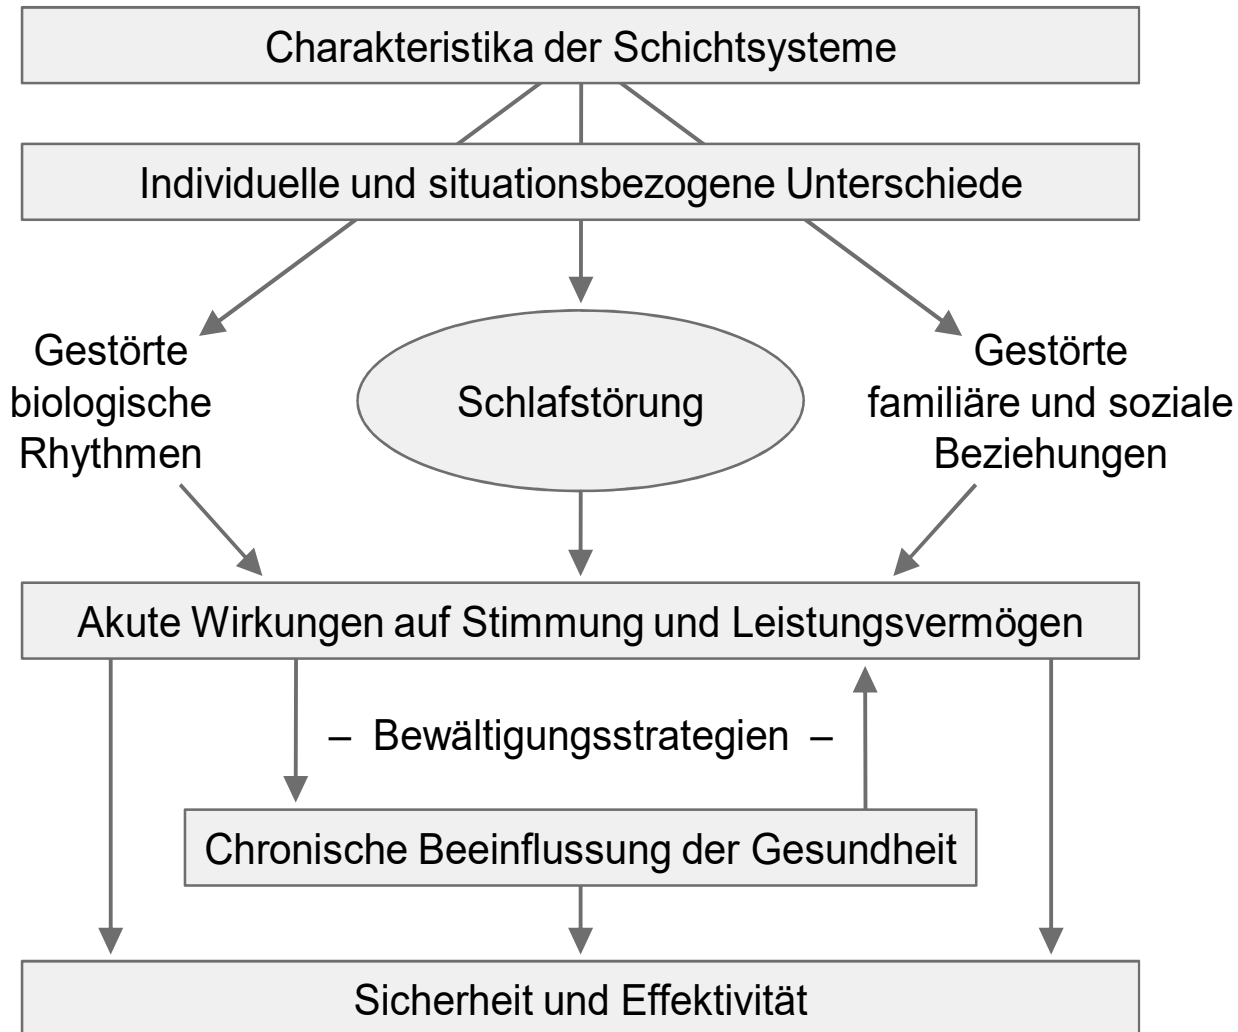 Charakteristika der Schichtsysteme
Individuelle und situationsbezogene Unterschiede
Gestörte
biologische
Rhythmen
Schlafstörung
Gestörte
familiäre und soziale
Beziehungen
Akute Wirkungen auf Stimmung und Leistungsvermögen
– Bewältigungsstrategien –
Chronische Beeinflussung der Gesundheit
Sicherheit und Effektivität